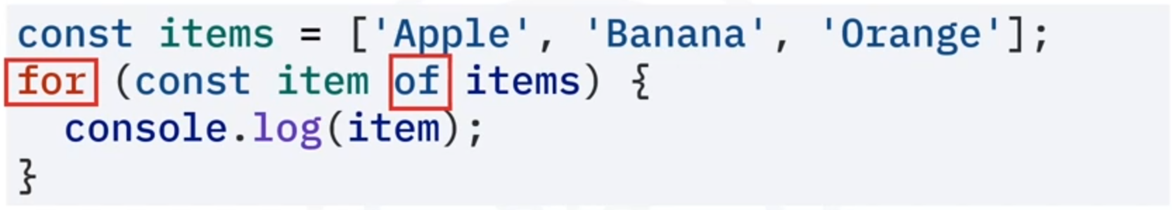 const items = ['Apple', 'Banana', 'Orange'];
for (const item of items) {
  console.log(item);
}